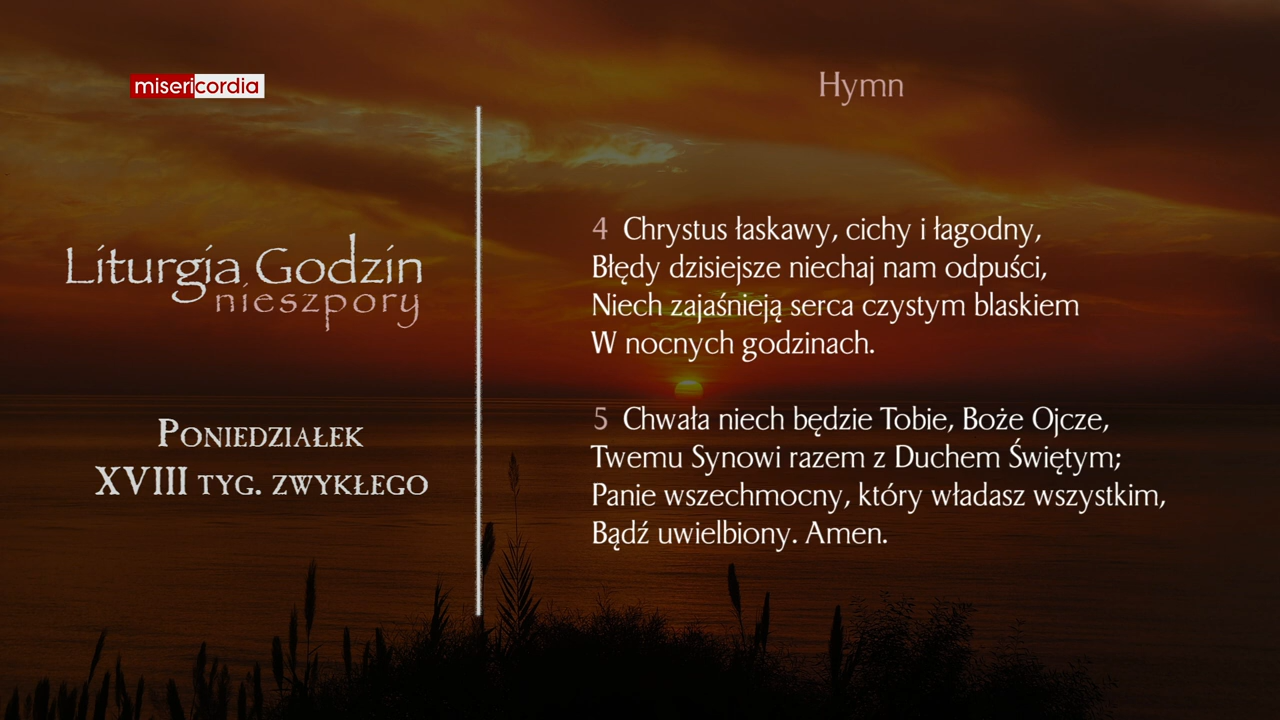 misericordia
Liturgia Godzin
nieszpory
Poniedziałek
XVIII tyg. zwykłego
Hymn
4 Chrystus łaskawy, cichy i łagodny,
Błędy dzisiejsze niechaj nam odpuści,
Niech zajaśnieją serca czystym blaskiem
W nocnych godzinach.
5 Chwała niech będzie Tobie, Boże Ojcze,
Twemu Synowi razem z Duchem Świętym;
Panie wszechmocny, który władasz wszystkim,
Bądź uwielbiony. Amen.